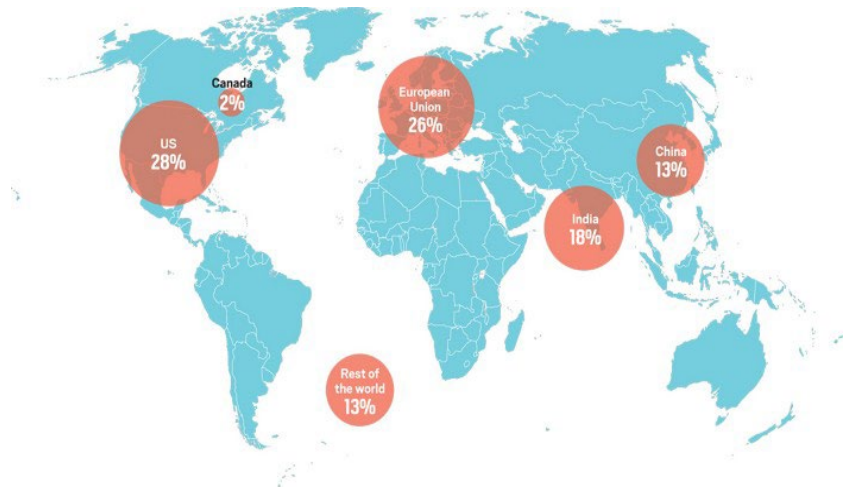 Canada
2%
US
28%
European
Union
26%
China
13%
India
18%
Rest of
the world
13%